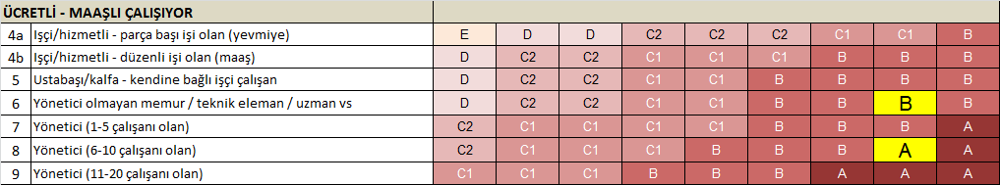 ÜCRETLİ - MAAŞLI ÇALIŞIYOR
4a İşçi/hizmetli - parça başı işi olan (yevmiye) E D D C2 C2 C2 C1 C1 B
4b İşçi/hizmetli - düzenli işi olan (maaş) D C2 C2 C1 C1 C1 B B B
5 Ustabaşı/kalfa - kendine bağlı işçi çalışan D C2 C2 C1 C1 B B B B
6 Yönetici olmayan memur / teknik eleman / uzman vs D C2 C2 C1 C1 B B B B
7 Yönetici (1-5 çalışanı olan) C2 C1 C1 C1 C1 B B B A
8 Yönetici (6-10 çalışanı olan) C2 C1 C1 C1 B B B A A
9 Yönetici (11-20 çalışanı olan) C1 C1 C1 B B B A A A